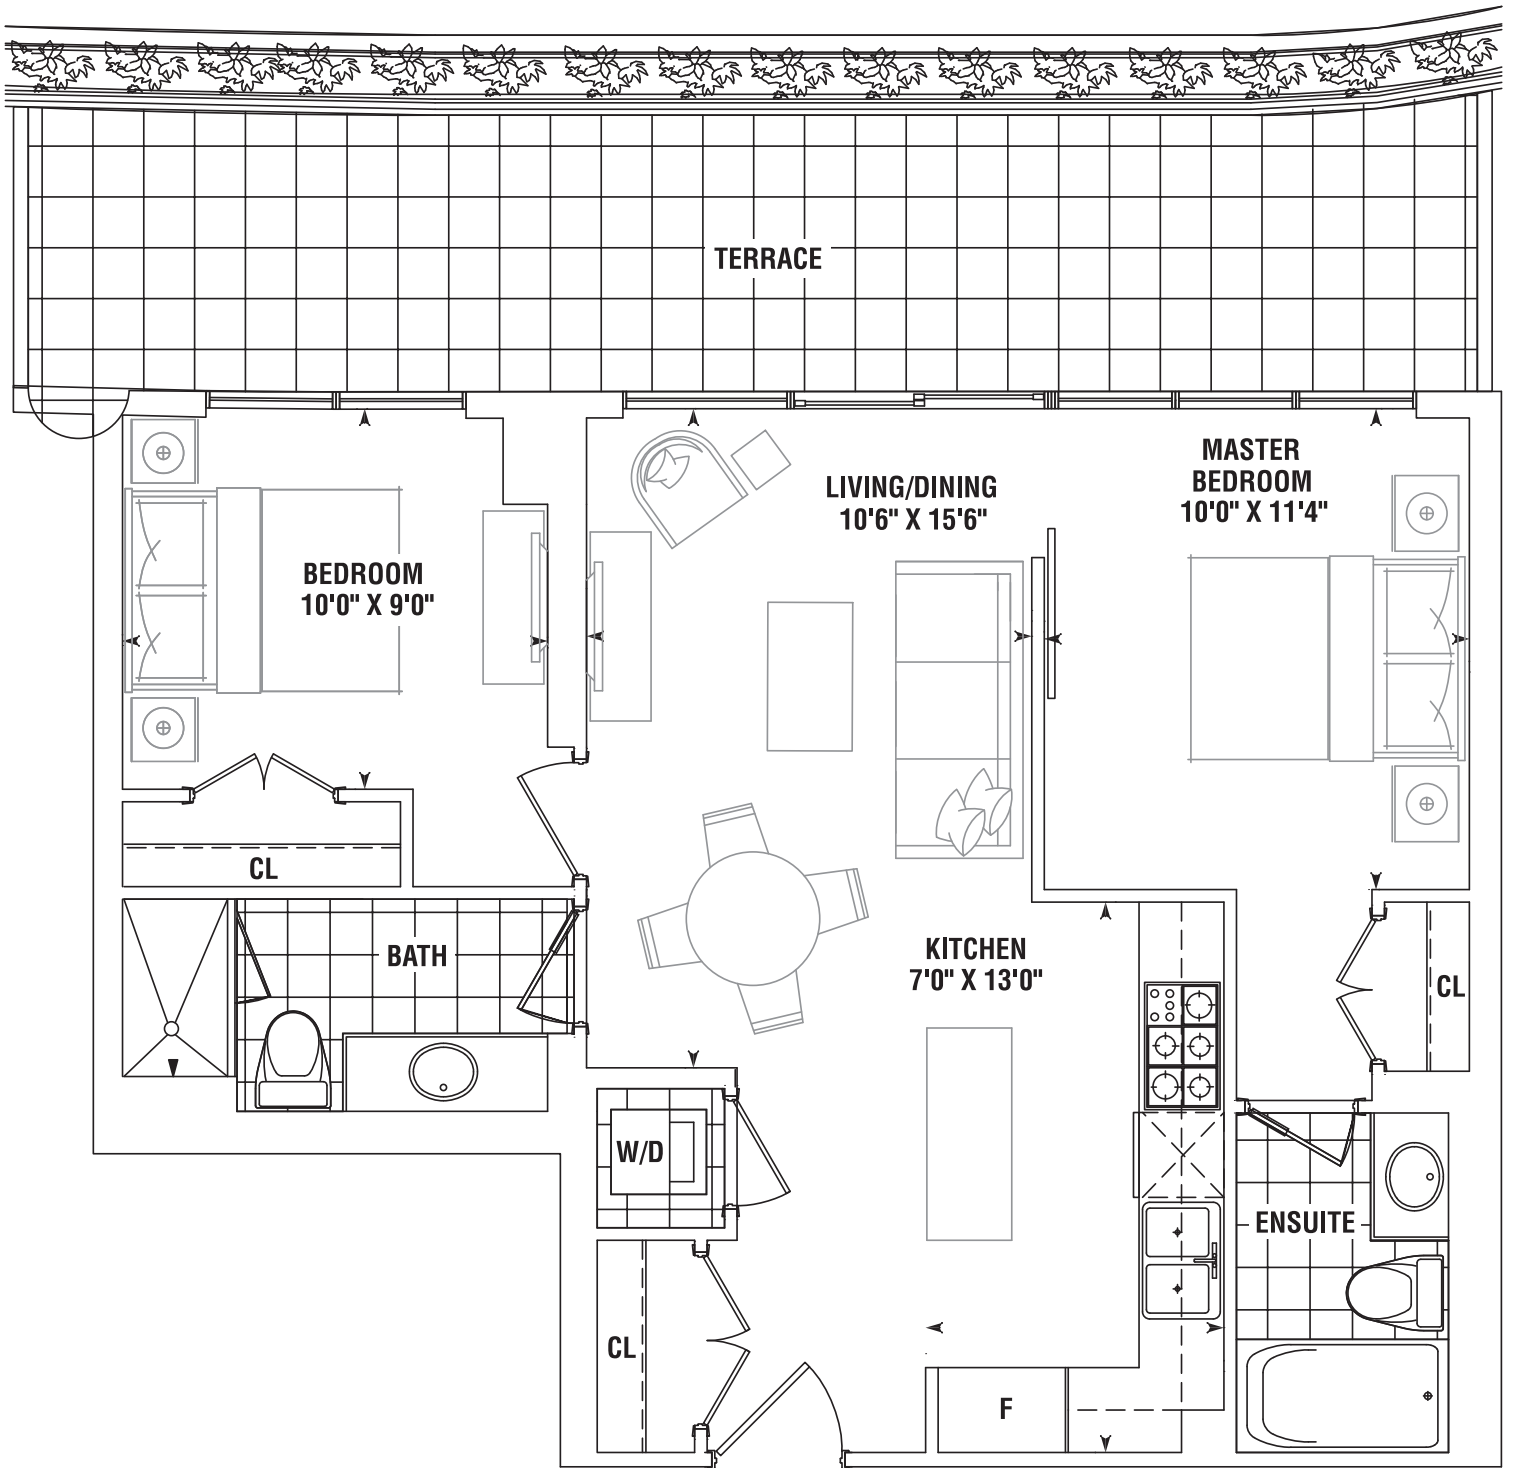 TERRACE
MASTER
BEDROOM
10'0" X 11'4"
LIVING/DINING
10'6" X 15'6"
BEDROOM
10'0" X 9'0"
CL
BATH
KITCHEN
7'0" X 13'0"
CL
W/D
ENSUITE
CL
F